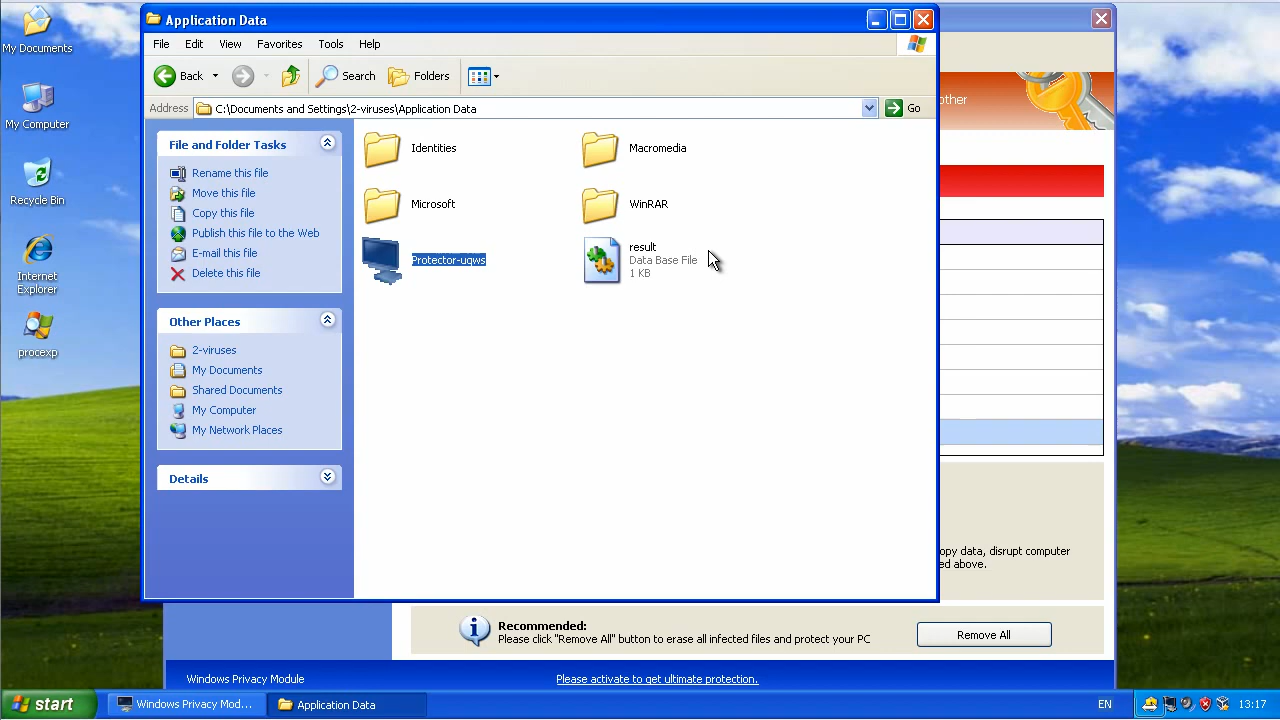 My Documents
My Computer
Recycle Bin
Internet
Explorer
procexp
Application Data
File Edit View Favorites Tools Help
Back Search Folders
Address C:\Documents and Settings\2-viruses\Application Data Go
File and Folder Tasks
Rename this file
Move this file
Copy this file
Publish this file to the Web
E-mail this file
Delete this file
Other Places
2-viruses
My Documents
Shared Documents
My Computer
My Network Places
Details
Identities
Macromedia
Microsoft
WinRAR
Protector-uqws
result
Data Base File
1 KB
other
opy data, disrupt computer
ed above.
Recommended:
Please click "Remove All" button to erase all infected files and protect your PC
Remove All
Windows Privacy Module
Please activate to get ultimate protection.
start
Windows Privacy Mod...
Application Data
EN
13:17